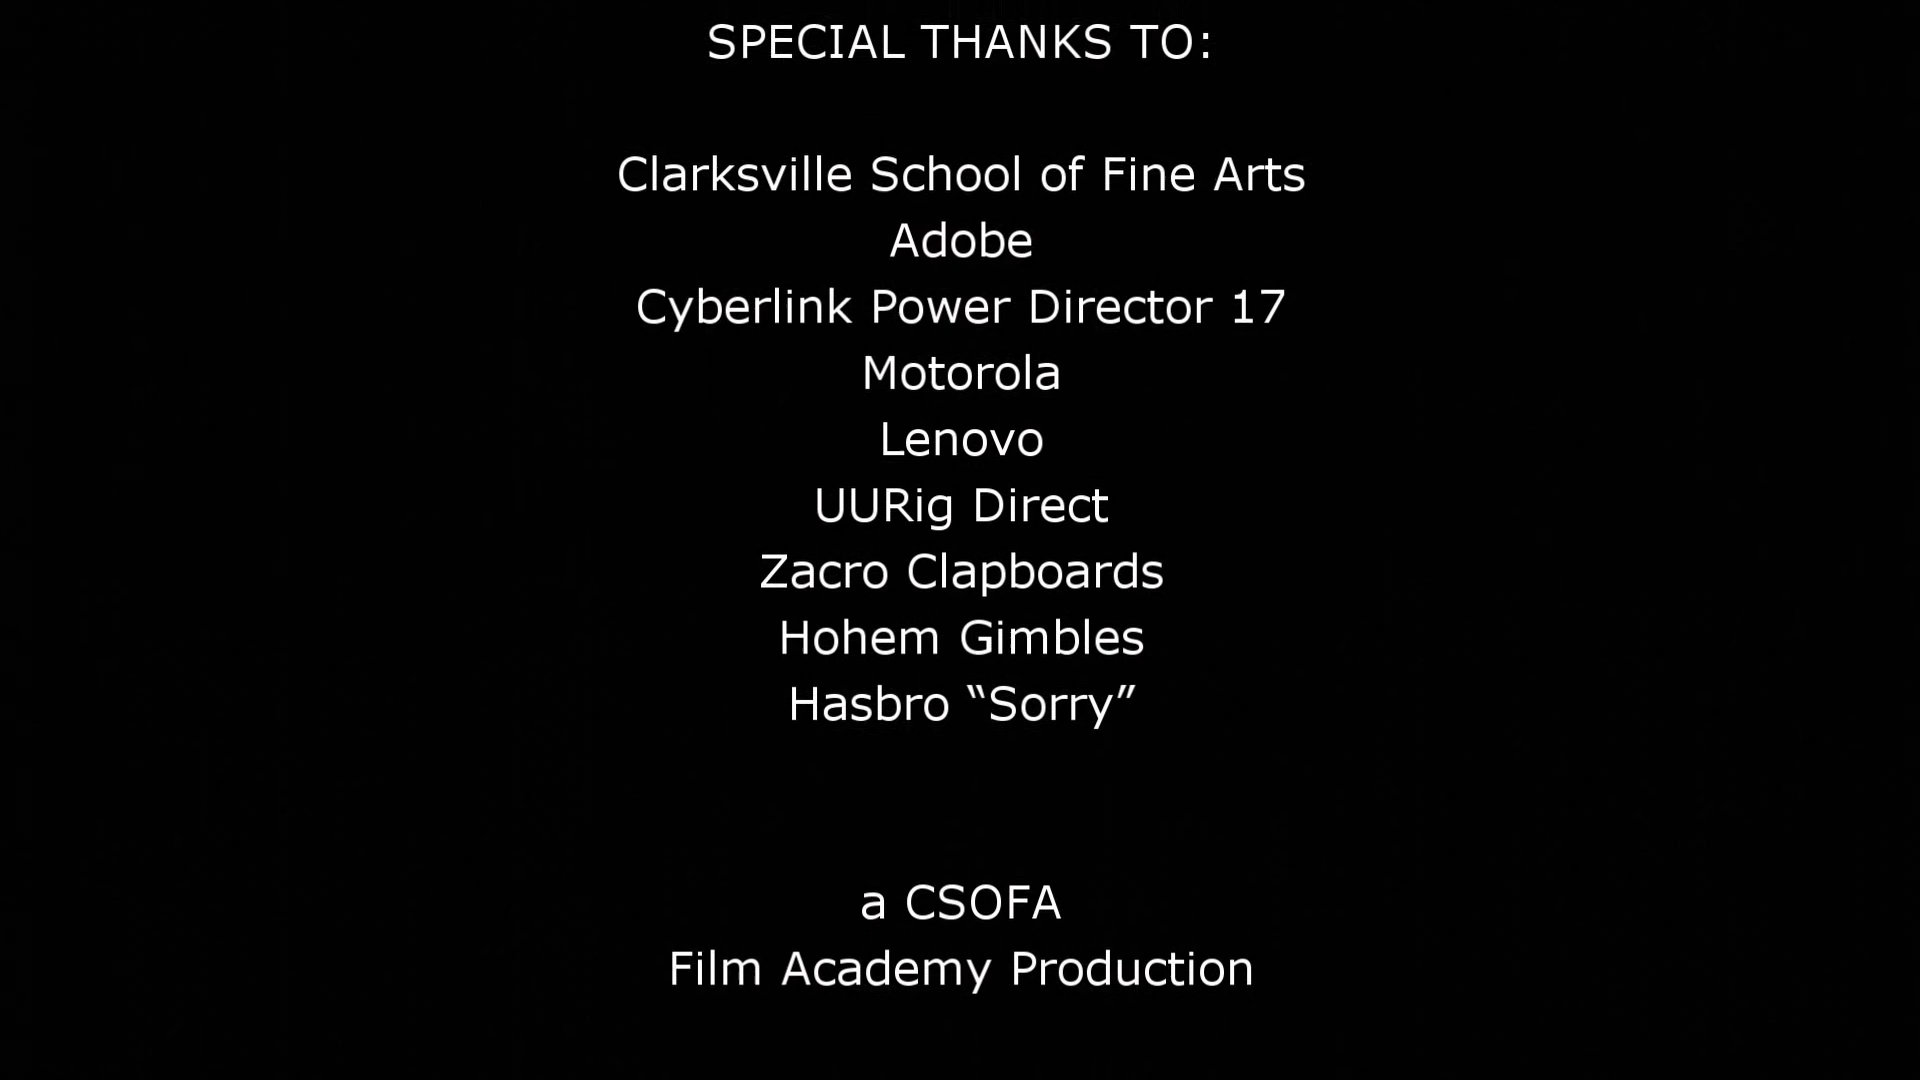 SPECIAL THANKS TO:
Clarksville School of Fine Arts
Adobe
Cyberlink Power Director 17
Motorola
Lenovo
UURig Direct
Zacro Clapboards
Hohem Gimbles
Hasbro “Sorry”
a CSOFA
Film Academy Production